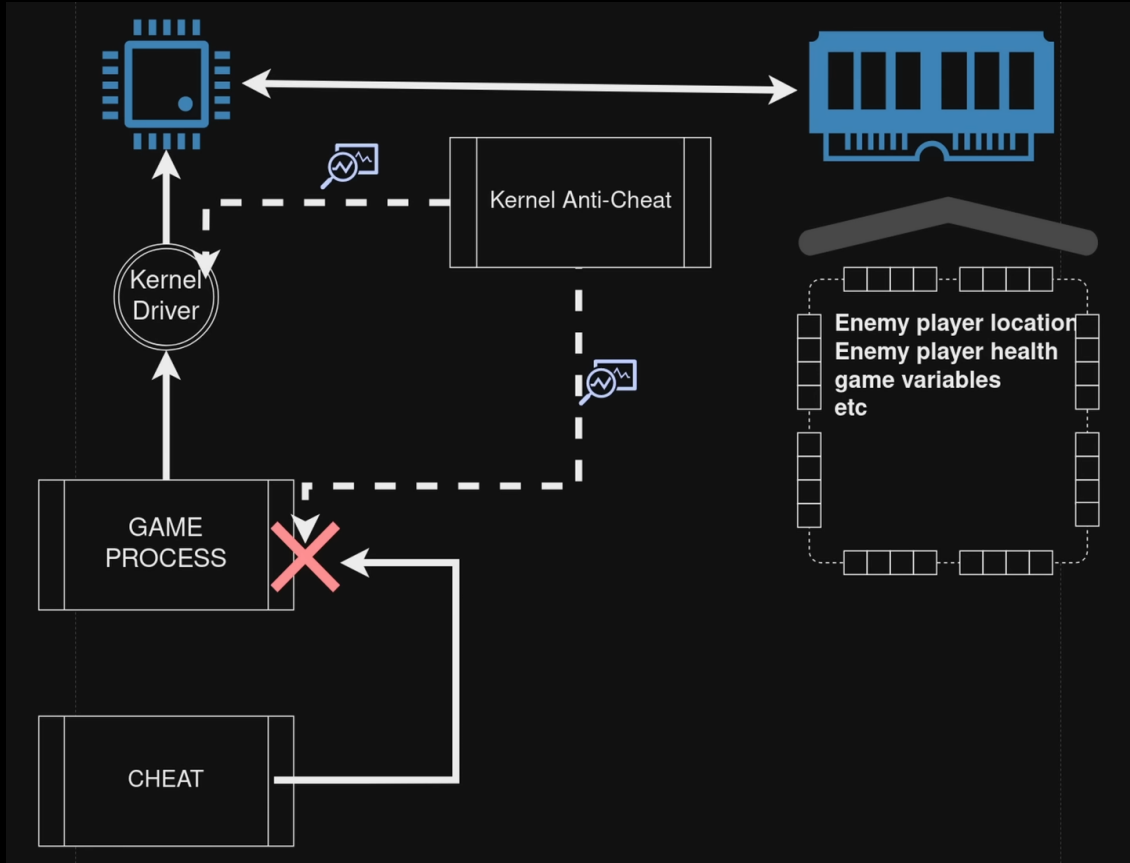 Kernel Anti-Cheat
Kernel
Driver
Enemy player location
Enemy player health
game variables
etc
GAME
PROCESS
CHEAT